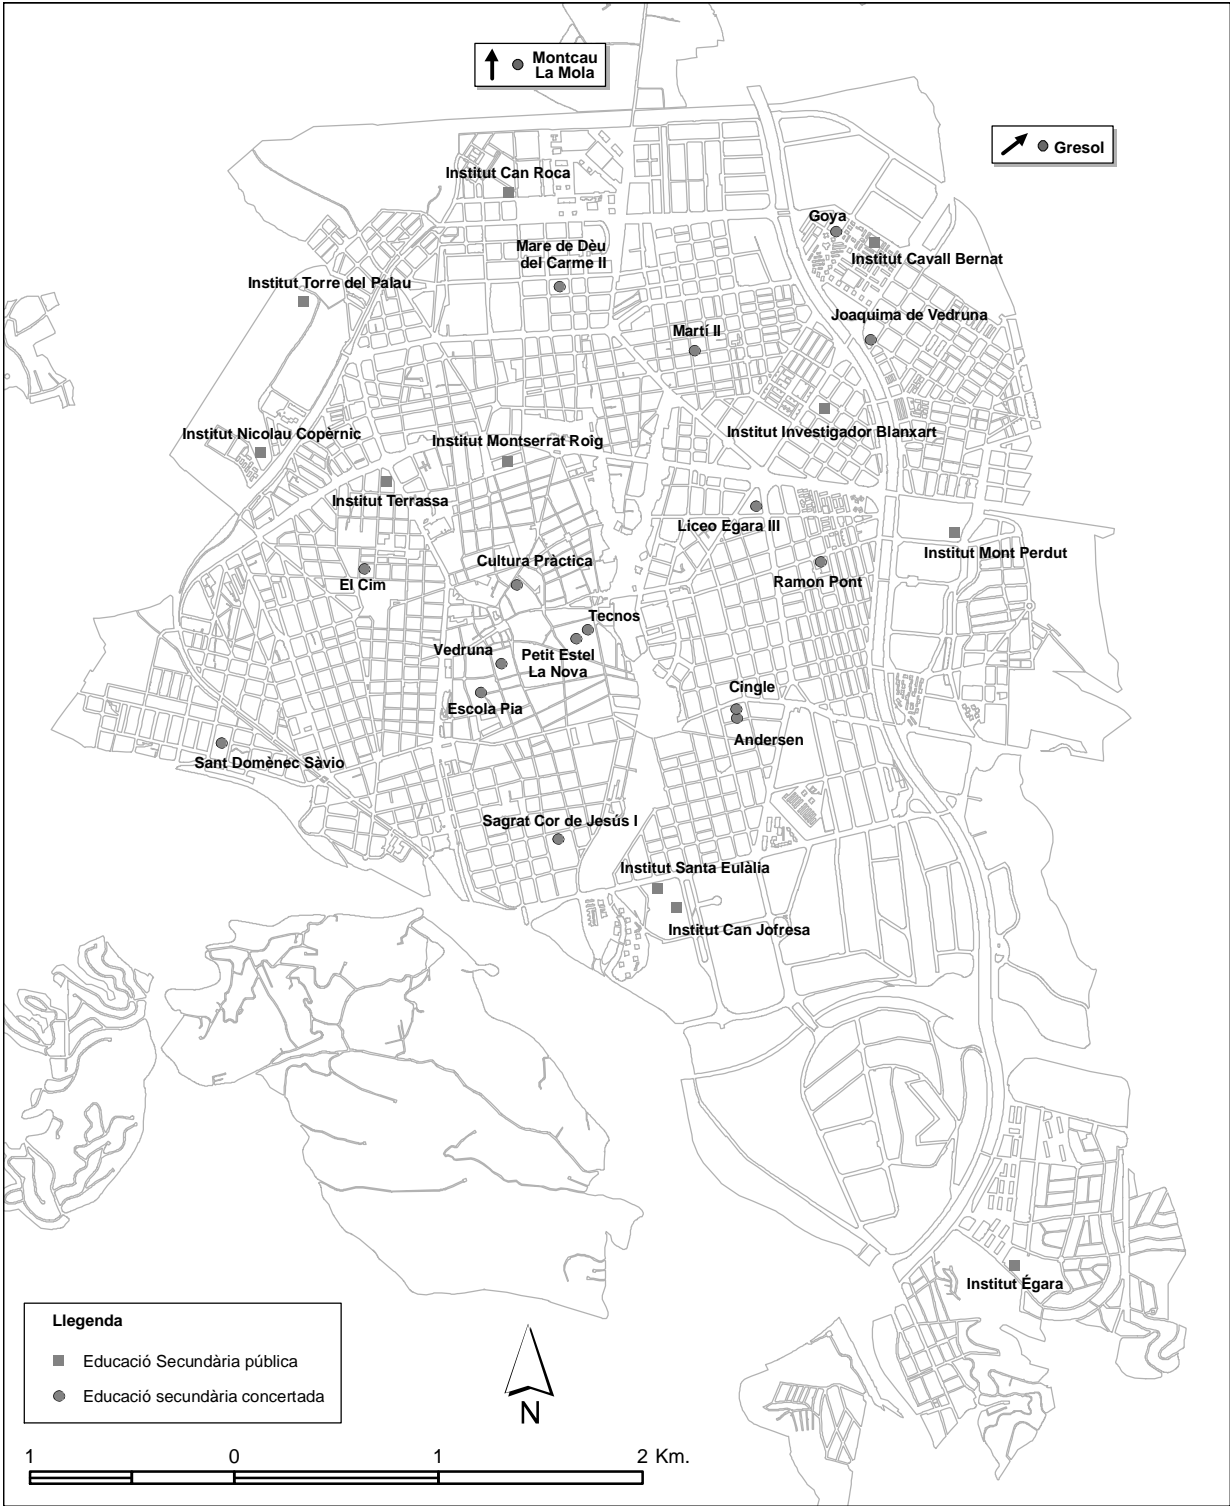 Montcau
La Mola
Gresol
Institut Can Roca
Goya
Mare de Dèu
del Carme II
Institut Cavall Bernat
Institut Torre del Palau
Joaquima de Vedruna
Martí II
Institut Nicolau Copèrnic
Institut Montserrat Roig
Institut Investigador Blanxart
Institut Terrassa
Liceo Egara III
Institut Mont Perdut
Cultura Pràctica
El Cim
Ramon Pont
Tecnos
Vedruna
Petit Estel
La Nova
Cingle
Escola Pia
Andersen
Sant Domènec Sàvio
Sagrat Cor de Jesús I
Institut Santa Eulàlia
Institut Can Jofresa
Institut Égara
Llegenda
Educació Secundària pública
Educació secundària concertada
N
1 0 1 2 Km.